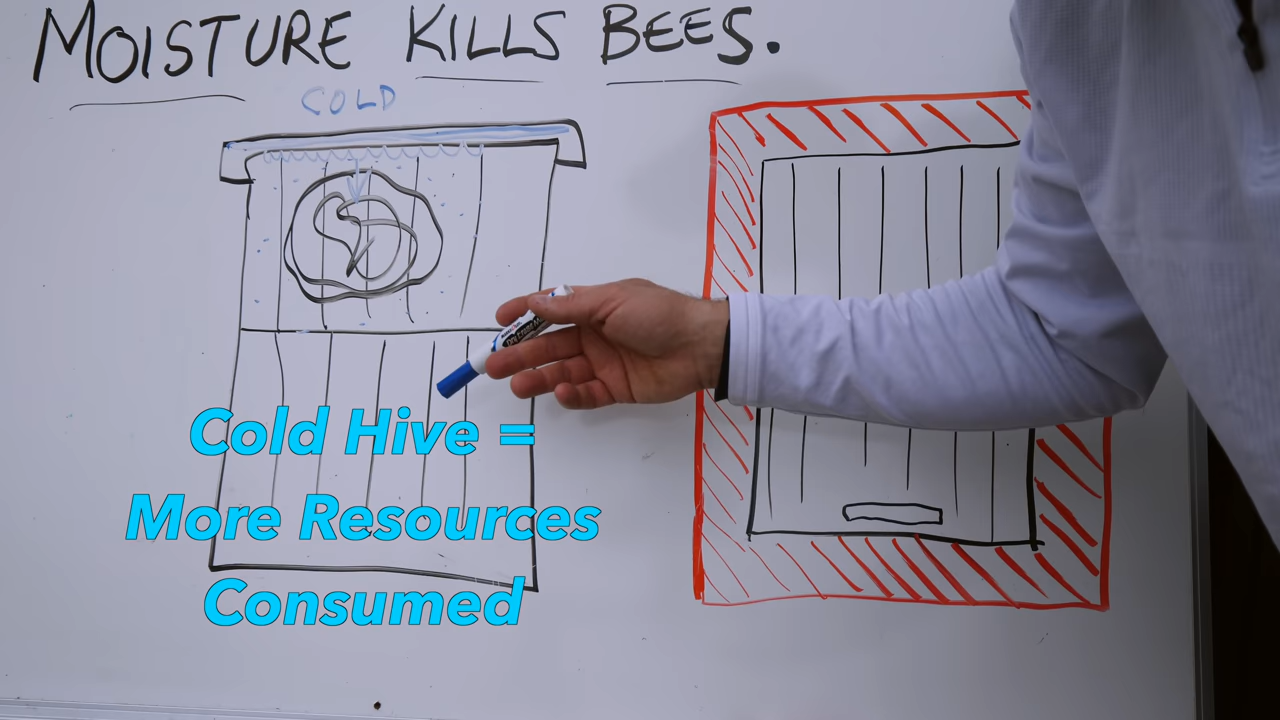 MOISTURE KILLS BEES.
COLD
Cold Hive =
More Resources
Consumed